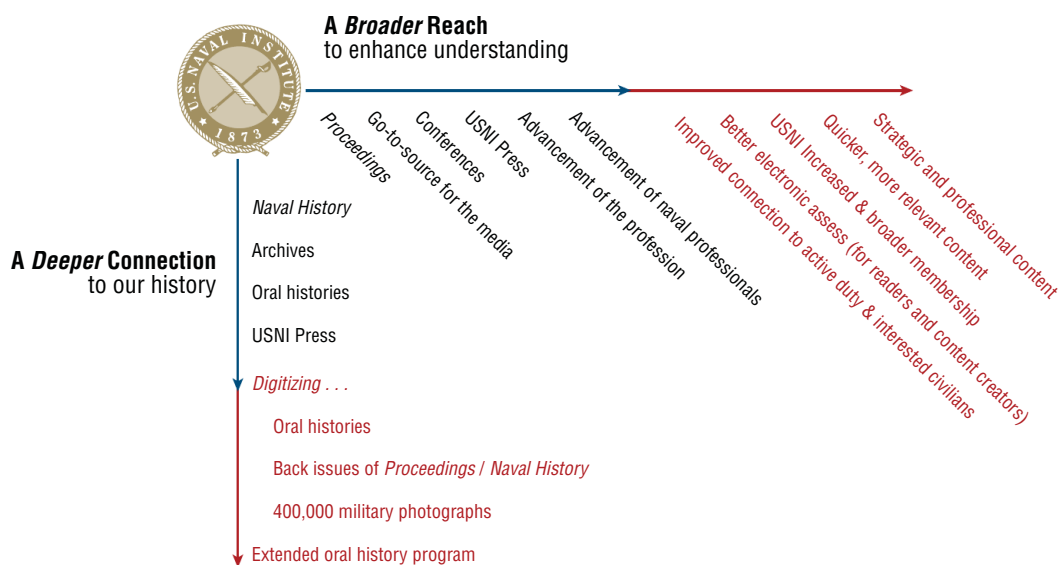 A Broader Reach
to enhance understanding
U.S. NAVAL INSTITUTE
1873
Proceedings
Go-to-source for the media
Conferences
USNI Press
Advancement of the profession
Advancement of naval professionals
Improved connection to active duty & interested civilians
Better electronic assess (for readers and content creators)
USNI Increased & broader membership
Quicker, more relevant content
Strategic and professional content
A Deeper Connection
to our history
Naval History
Archives
Oral histories
USNI Press
Digitizing . . .
Oral histories
Back issues of Proceedings / Naval History
400,000 military photographs
Extended oral history program